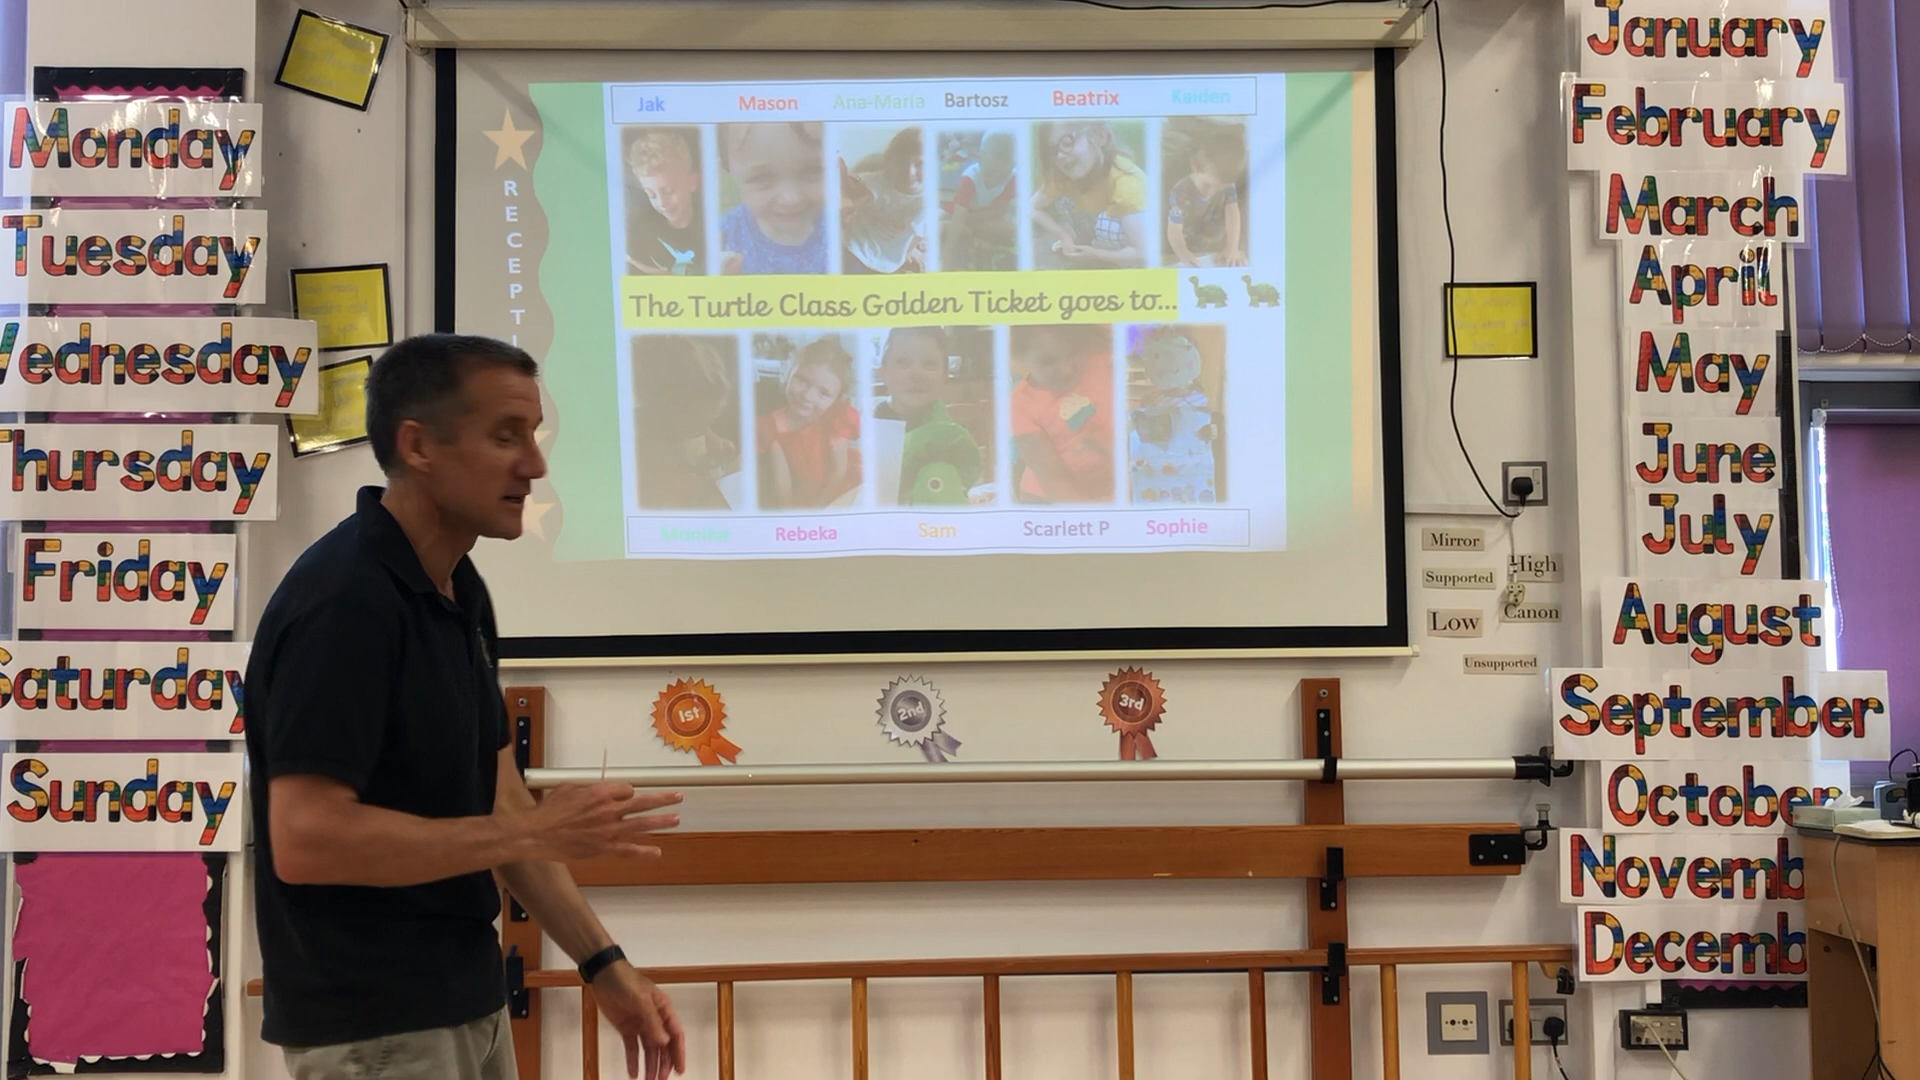 Monday
Tuesday
Wednesday
Thursday
Friday
Saturday
Sunday
RECEPTI
Jak Mason Ana-Maria Bartosz Beatrix Kaiden
The Turtle Class Golden Ticket goes to...
Rebeka Sam Scarlett P Sophie
1st
2nd
3rd
Mirror
High
Supported
Canon
Low
Unsupported
January
February
March
April
May
June
July
August
September
October
Novemb
Decemb